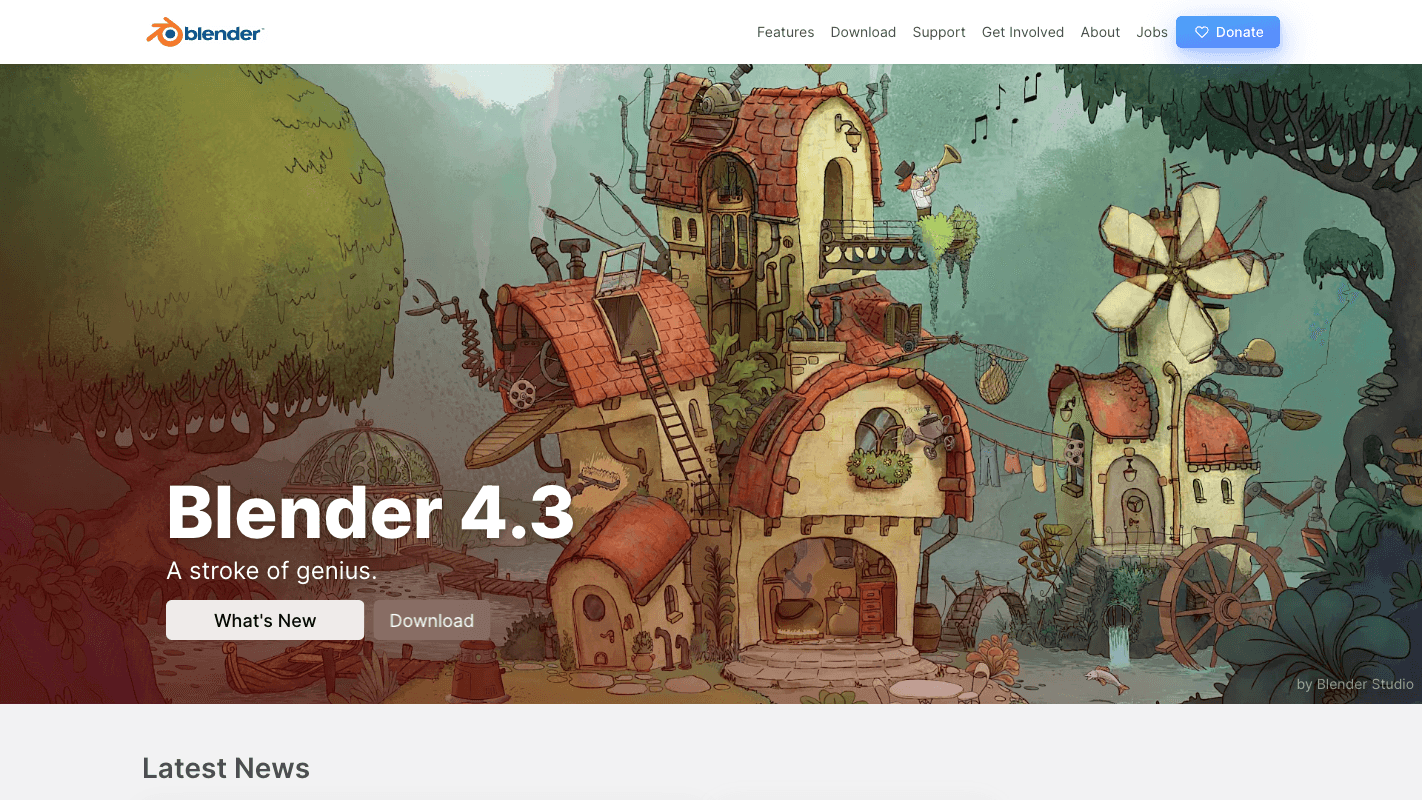 blender
Features
Download
Support
Get Involved
About
Jobs
Donate
Blender 4.3
A stroke of genius.
What's New
Download
by Blender Studio
Latest News